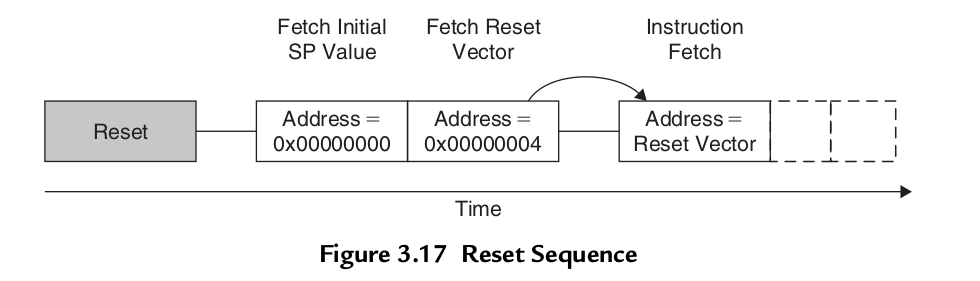 Fetch Initial
SP Value
Fetch Reset
Vector
Instruction
Fetch
Reset
Address =
0x00000000
Address =
0x00000004
Address =
Reset Vector
Time
Figure 3.17 Reset Sequence